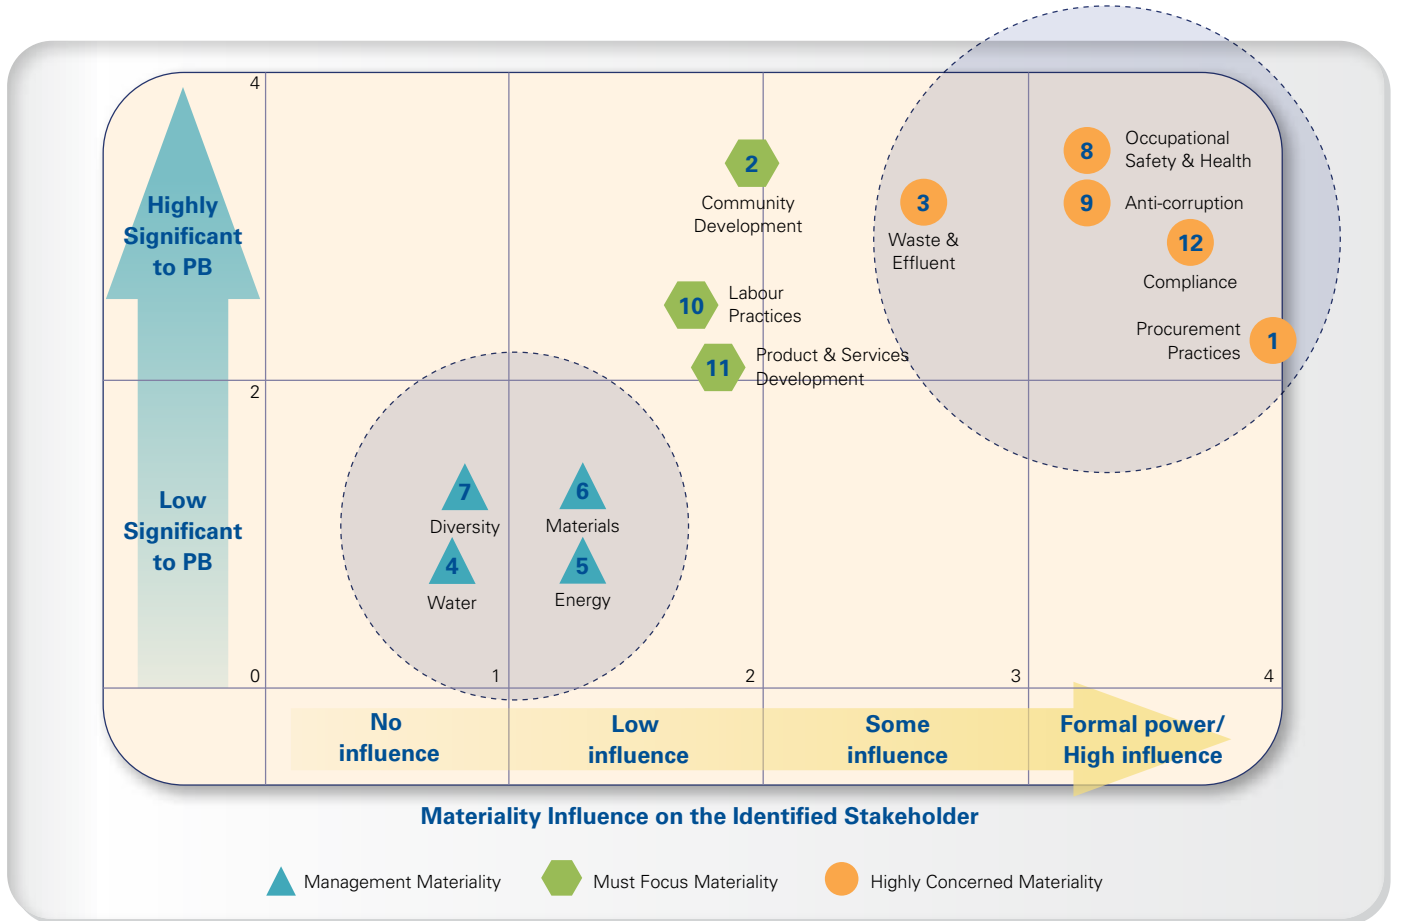 4
2
0
1
2
3
4
Highly
Significant
to PB
Low
Significant
to PB
2
Community
Development
10
Labour
Practices
11
Product & Services
Development
3
Waste &
Effluent
8
Occupational
Safety & Health
9
Anti-corruption
12
Compliance
Procurement
Practices
1
7
Diversity
6
Materials
4
Water
5
Energy
No
influence
Low
influence
Some
influence
Formal power/
High influence
Materiality Influence on the Identified Stakeholder
Management Materiality
Must Focus Materiality
Highly Concerned Materiality